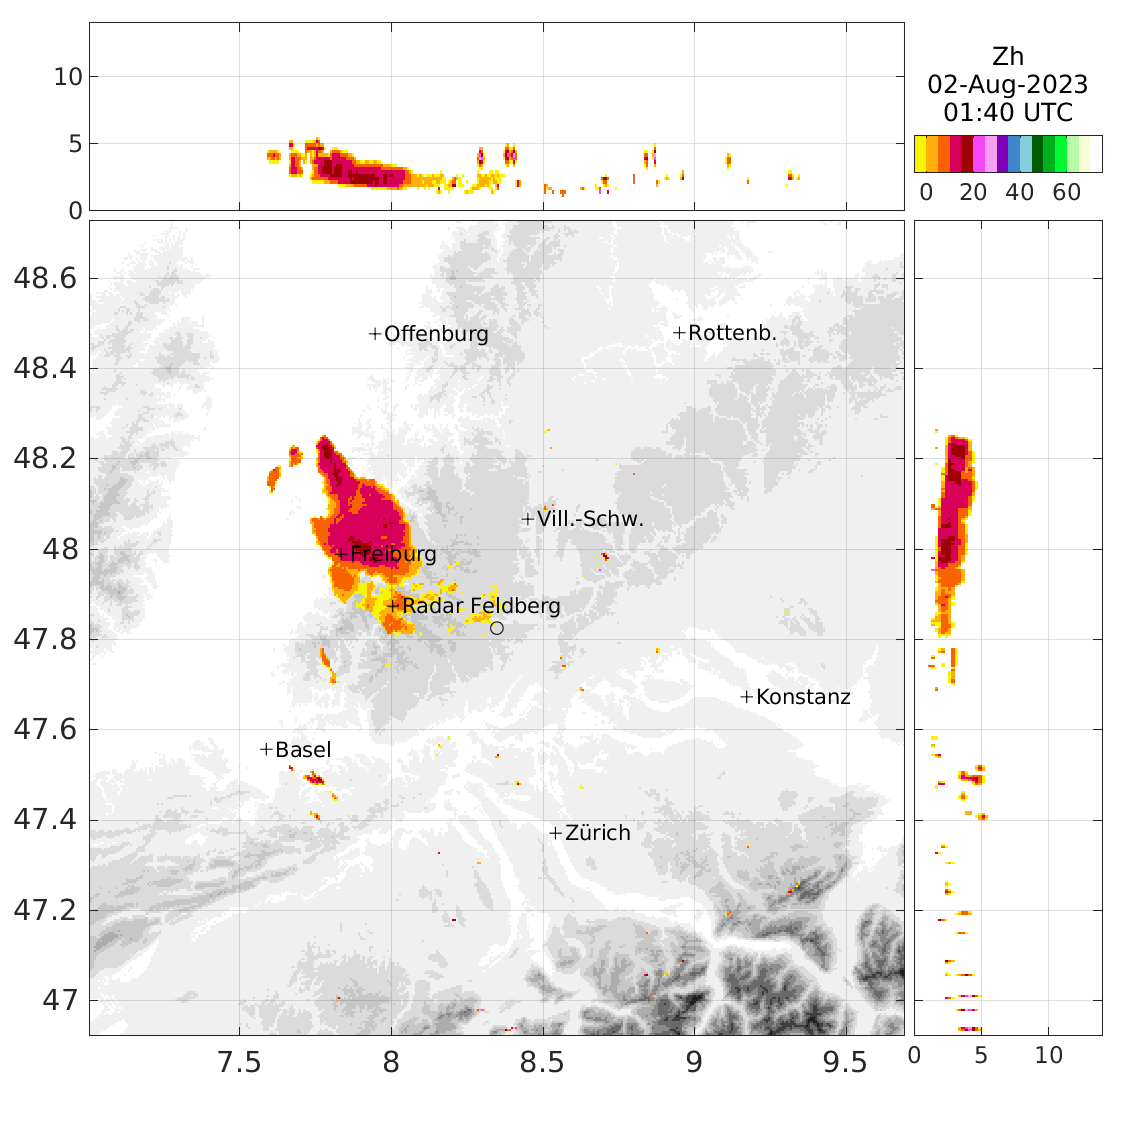 10
5
0
Zh
02-Aug-2023
01:40 UTC
0 20 40 60
48.6
48.4
48.2
48
47.8
47.6
47.4
47.2
47
+Offenburg
+Rottenb.
+Vill.-Schw.
+Freiburg
+Radar Feldberg
+Konstanz
+Basel
+Zürich
7.5 8 8.5 9 9.5
0 5 10